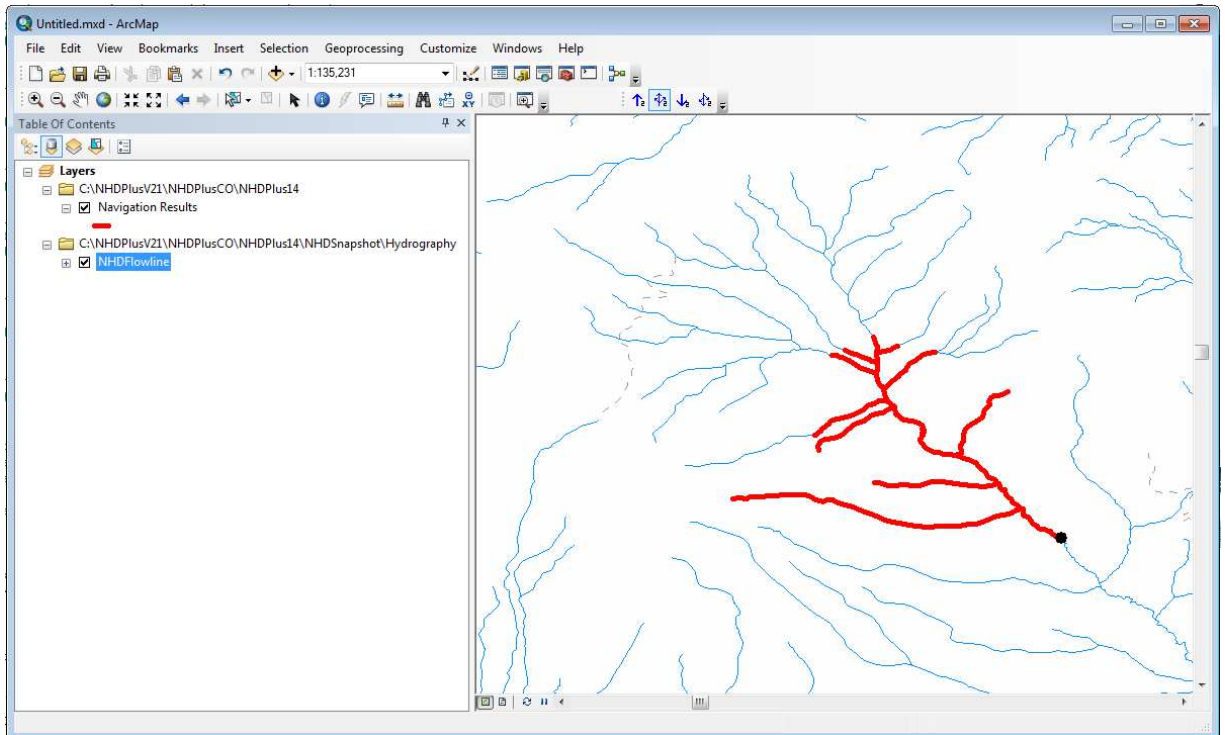 Untitled.mxd - ArcMap
File Edit View Bookmarks Insert Selection Geoprocessing Customize Windows Help
1:135,231
Table Of Contents
Layers
C:\NHDPlusV21\NHDPlusCO\NHDPlus14
Navigation Results
C:\NHDPlusV21\NHDPlusCO\NHDPlus14\NHDSnapshot\Hydrography
NHDFlowline